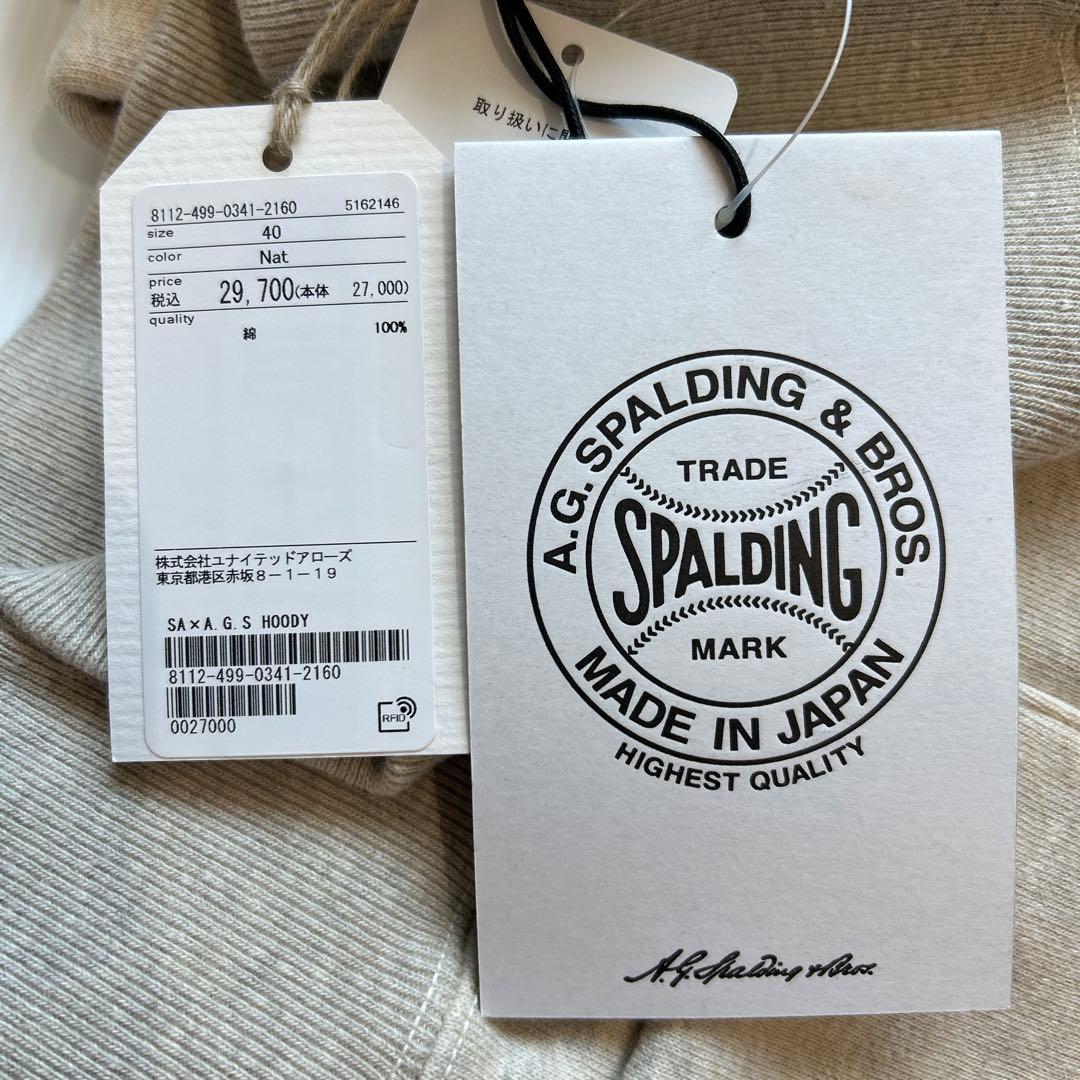 取り扱いに
8112-499-0341-2160 5162146
size 40
color Nat
price
税込 29,700(本体 27,000)
quality
綿 100%
株式会社ユナイテッドアローズ
東京都港区赤坂8-1-19
SA×A.G.S HOODY
8112-499-0341-2160
0027000
RFID
A.G. SPALDING & BROS.
TRADE
SPALDING
MARK
MADE IN JAPAN
HIGHEST QUALITY
A.G. Spalding & Bros.